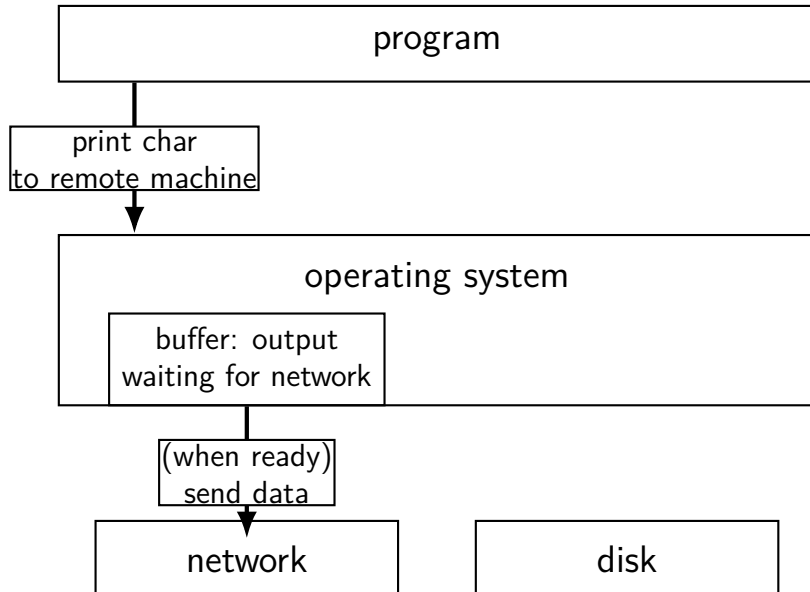 program
print char
to remote machine
operating system
buffer: output
waiting for network
(when ready)
send data
network
disk